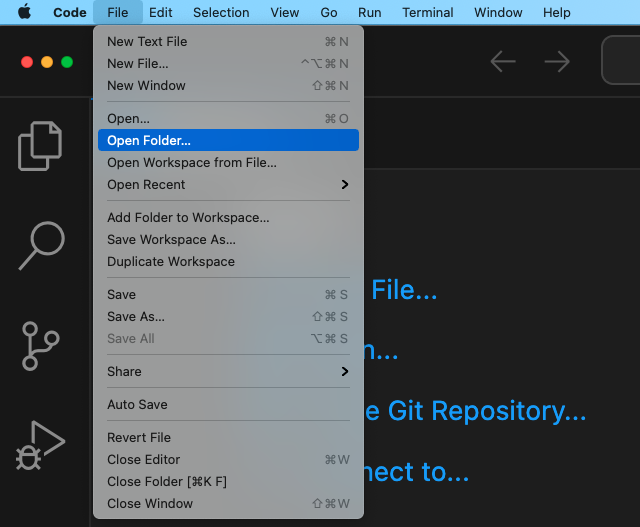 Code File Edit Selection View Go Run Terminal Window Help
New Text File ⌘ N
New File... ⌃⌥⌘ N
New Window ⇧⌘ N
Open... ⌘ O
Open Folder...
Open Workspace from File...
Open Recent
Add Folder to Workspace...
Save Workspace As...
Duplicate Workspace
Save ⌘ S
Save As... ⇧⌘ S
Save All ⌥⌘ S
Share
Auto Save
Revert File
Close Editor ⌘W
Close Folder [⌘K F]
Close Window ⇧⌘W
File...
n...
e Git Repository...
nect to...